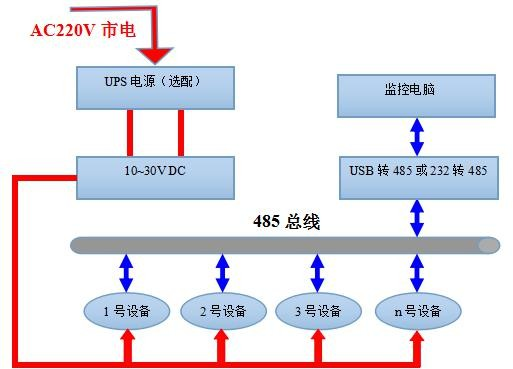 AC220V 市电
UPS 电源（选配）
监控电脑
10~30V DC
USB 转 485 或 232 转 485
485 总线
1 号设备
2 号设备
3 号设备
n 号设备